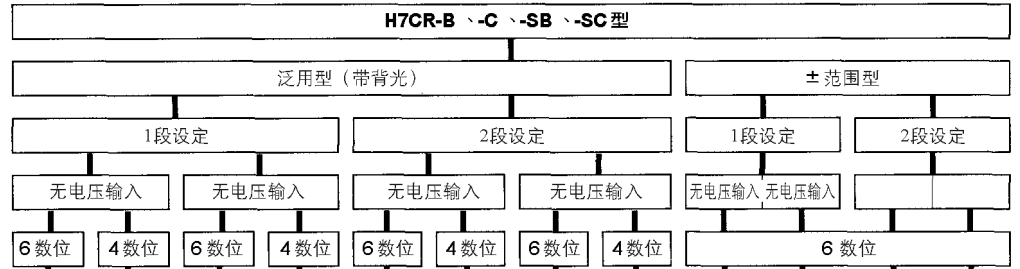 H7CR-B 、-C 、-SB 、-SC型
泛用型（带背光） ±范围型
1段设定 2段设定 1段设定 2段设定
无电压输入 无电压输入 无电压输入 无电压输入 无电压输入 无电压输入
6数位 4数位 6数位 4数位 6数位 4数位 6数位 4数位 6数位